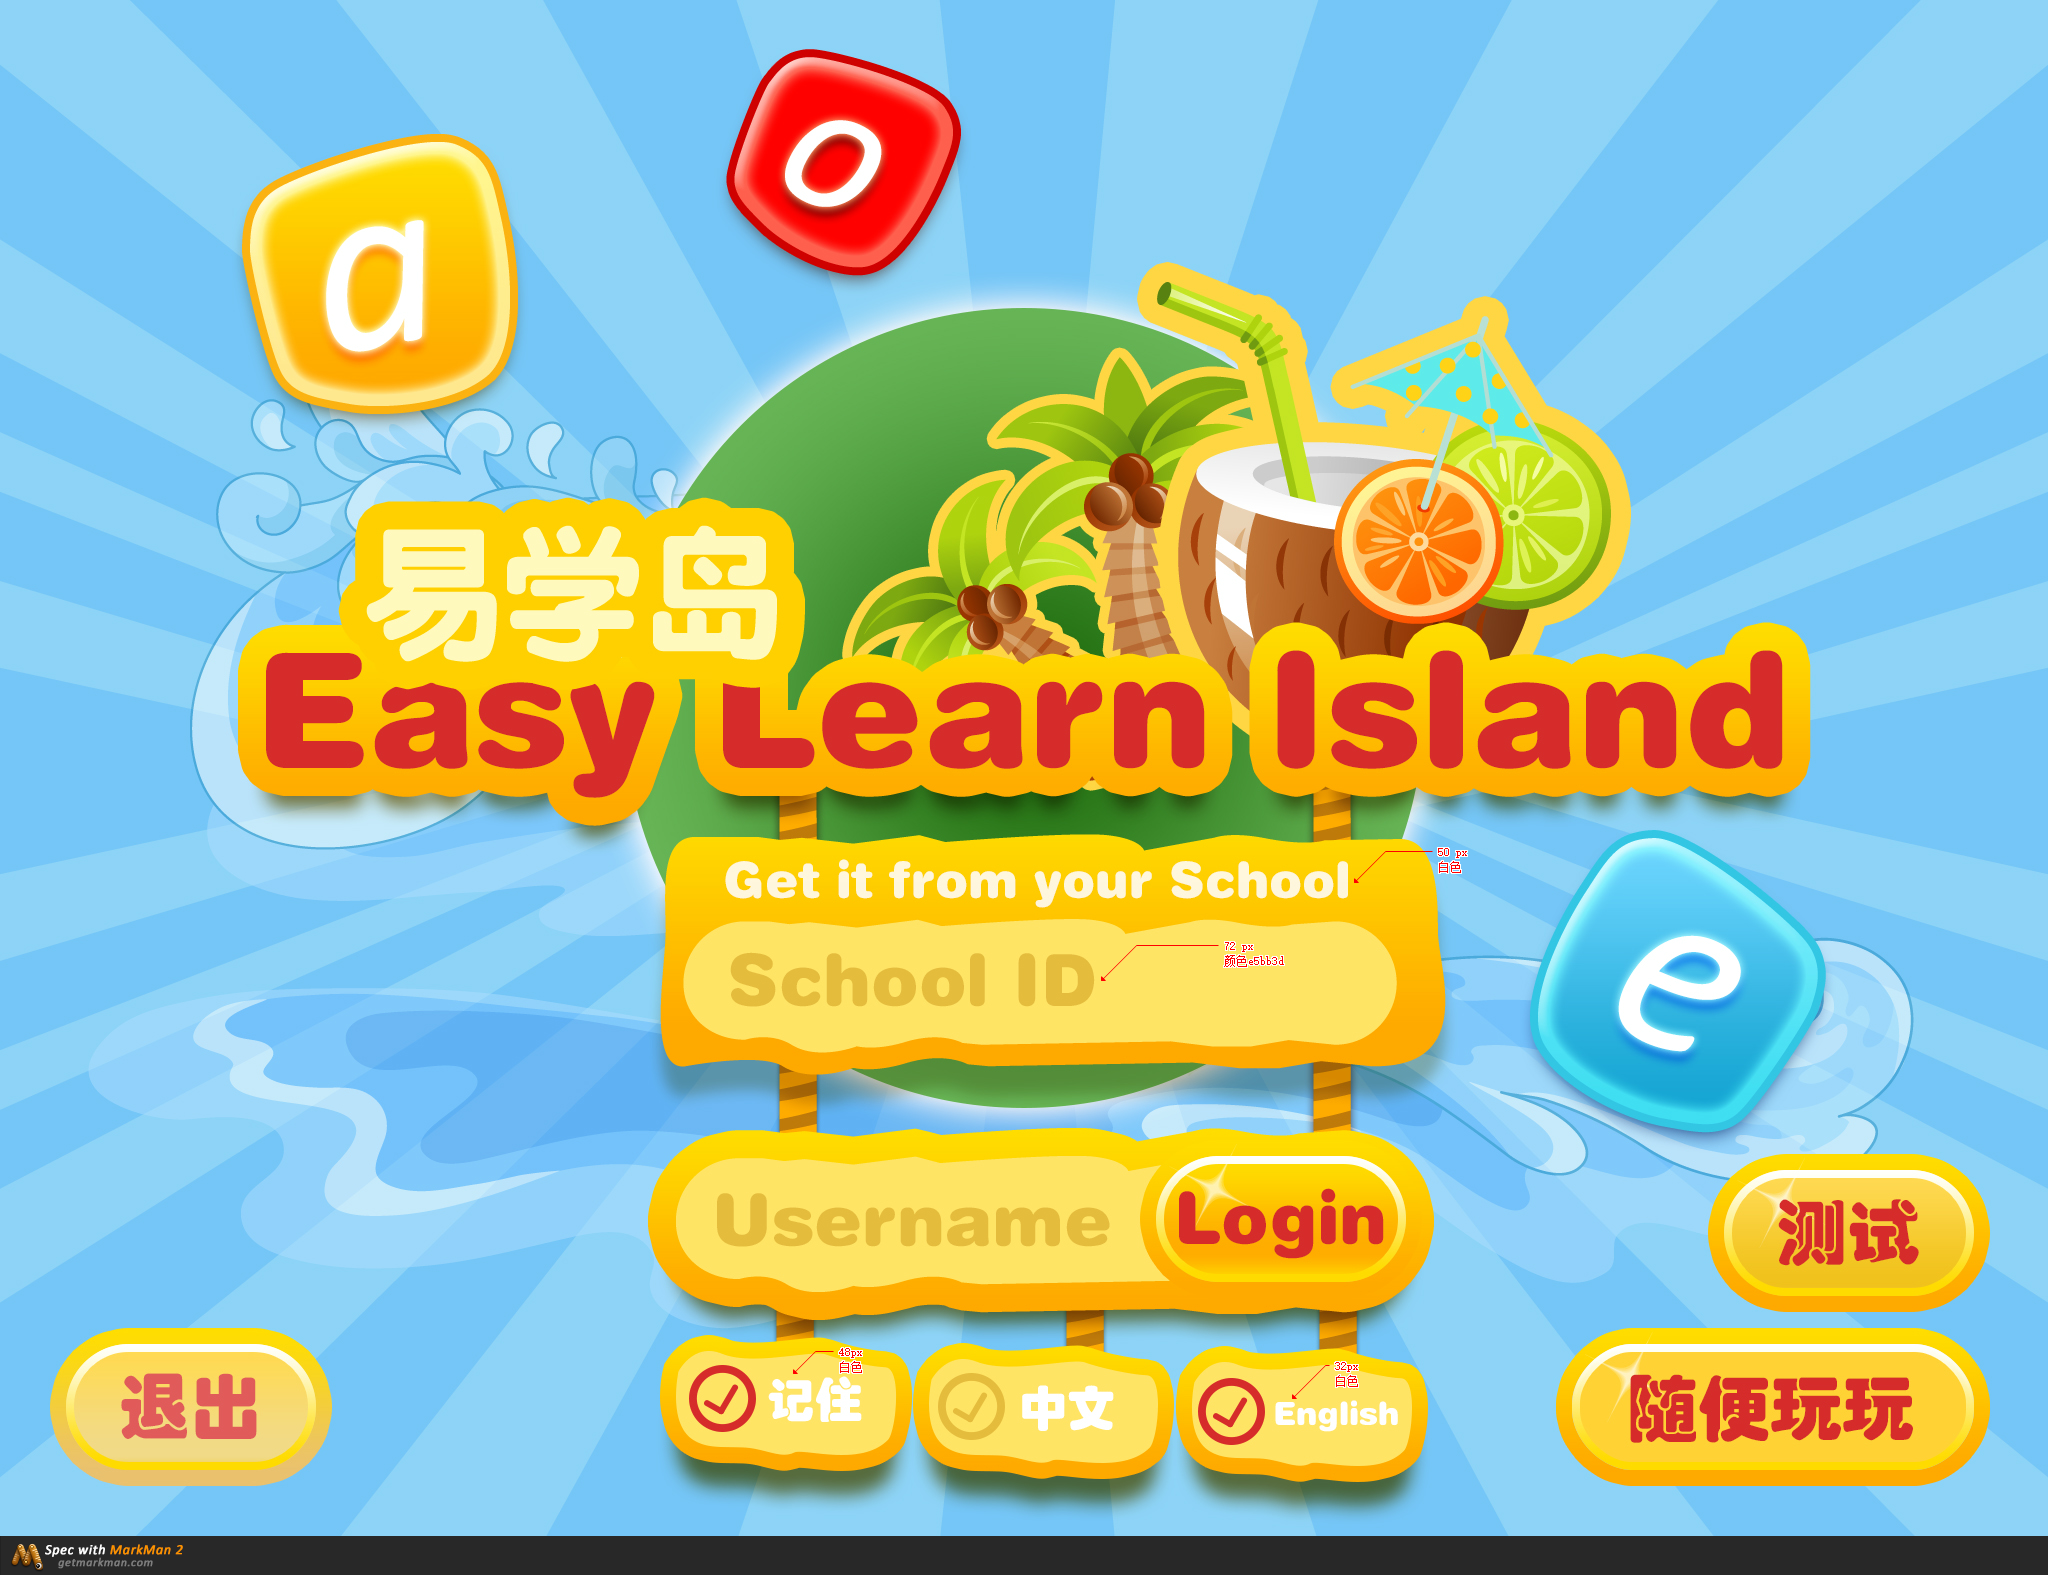 o
a
易学岛
Easy Learn Island
Get it from your School
50 px
白色
School ID
72 px
颜色e5bb3d
e
Username
Login
测试
48px
白色
记住
中文
32px
白色
English
退出
随便玩玩
Spec with MarkMan 2
getmarkman.com